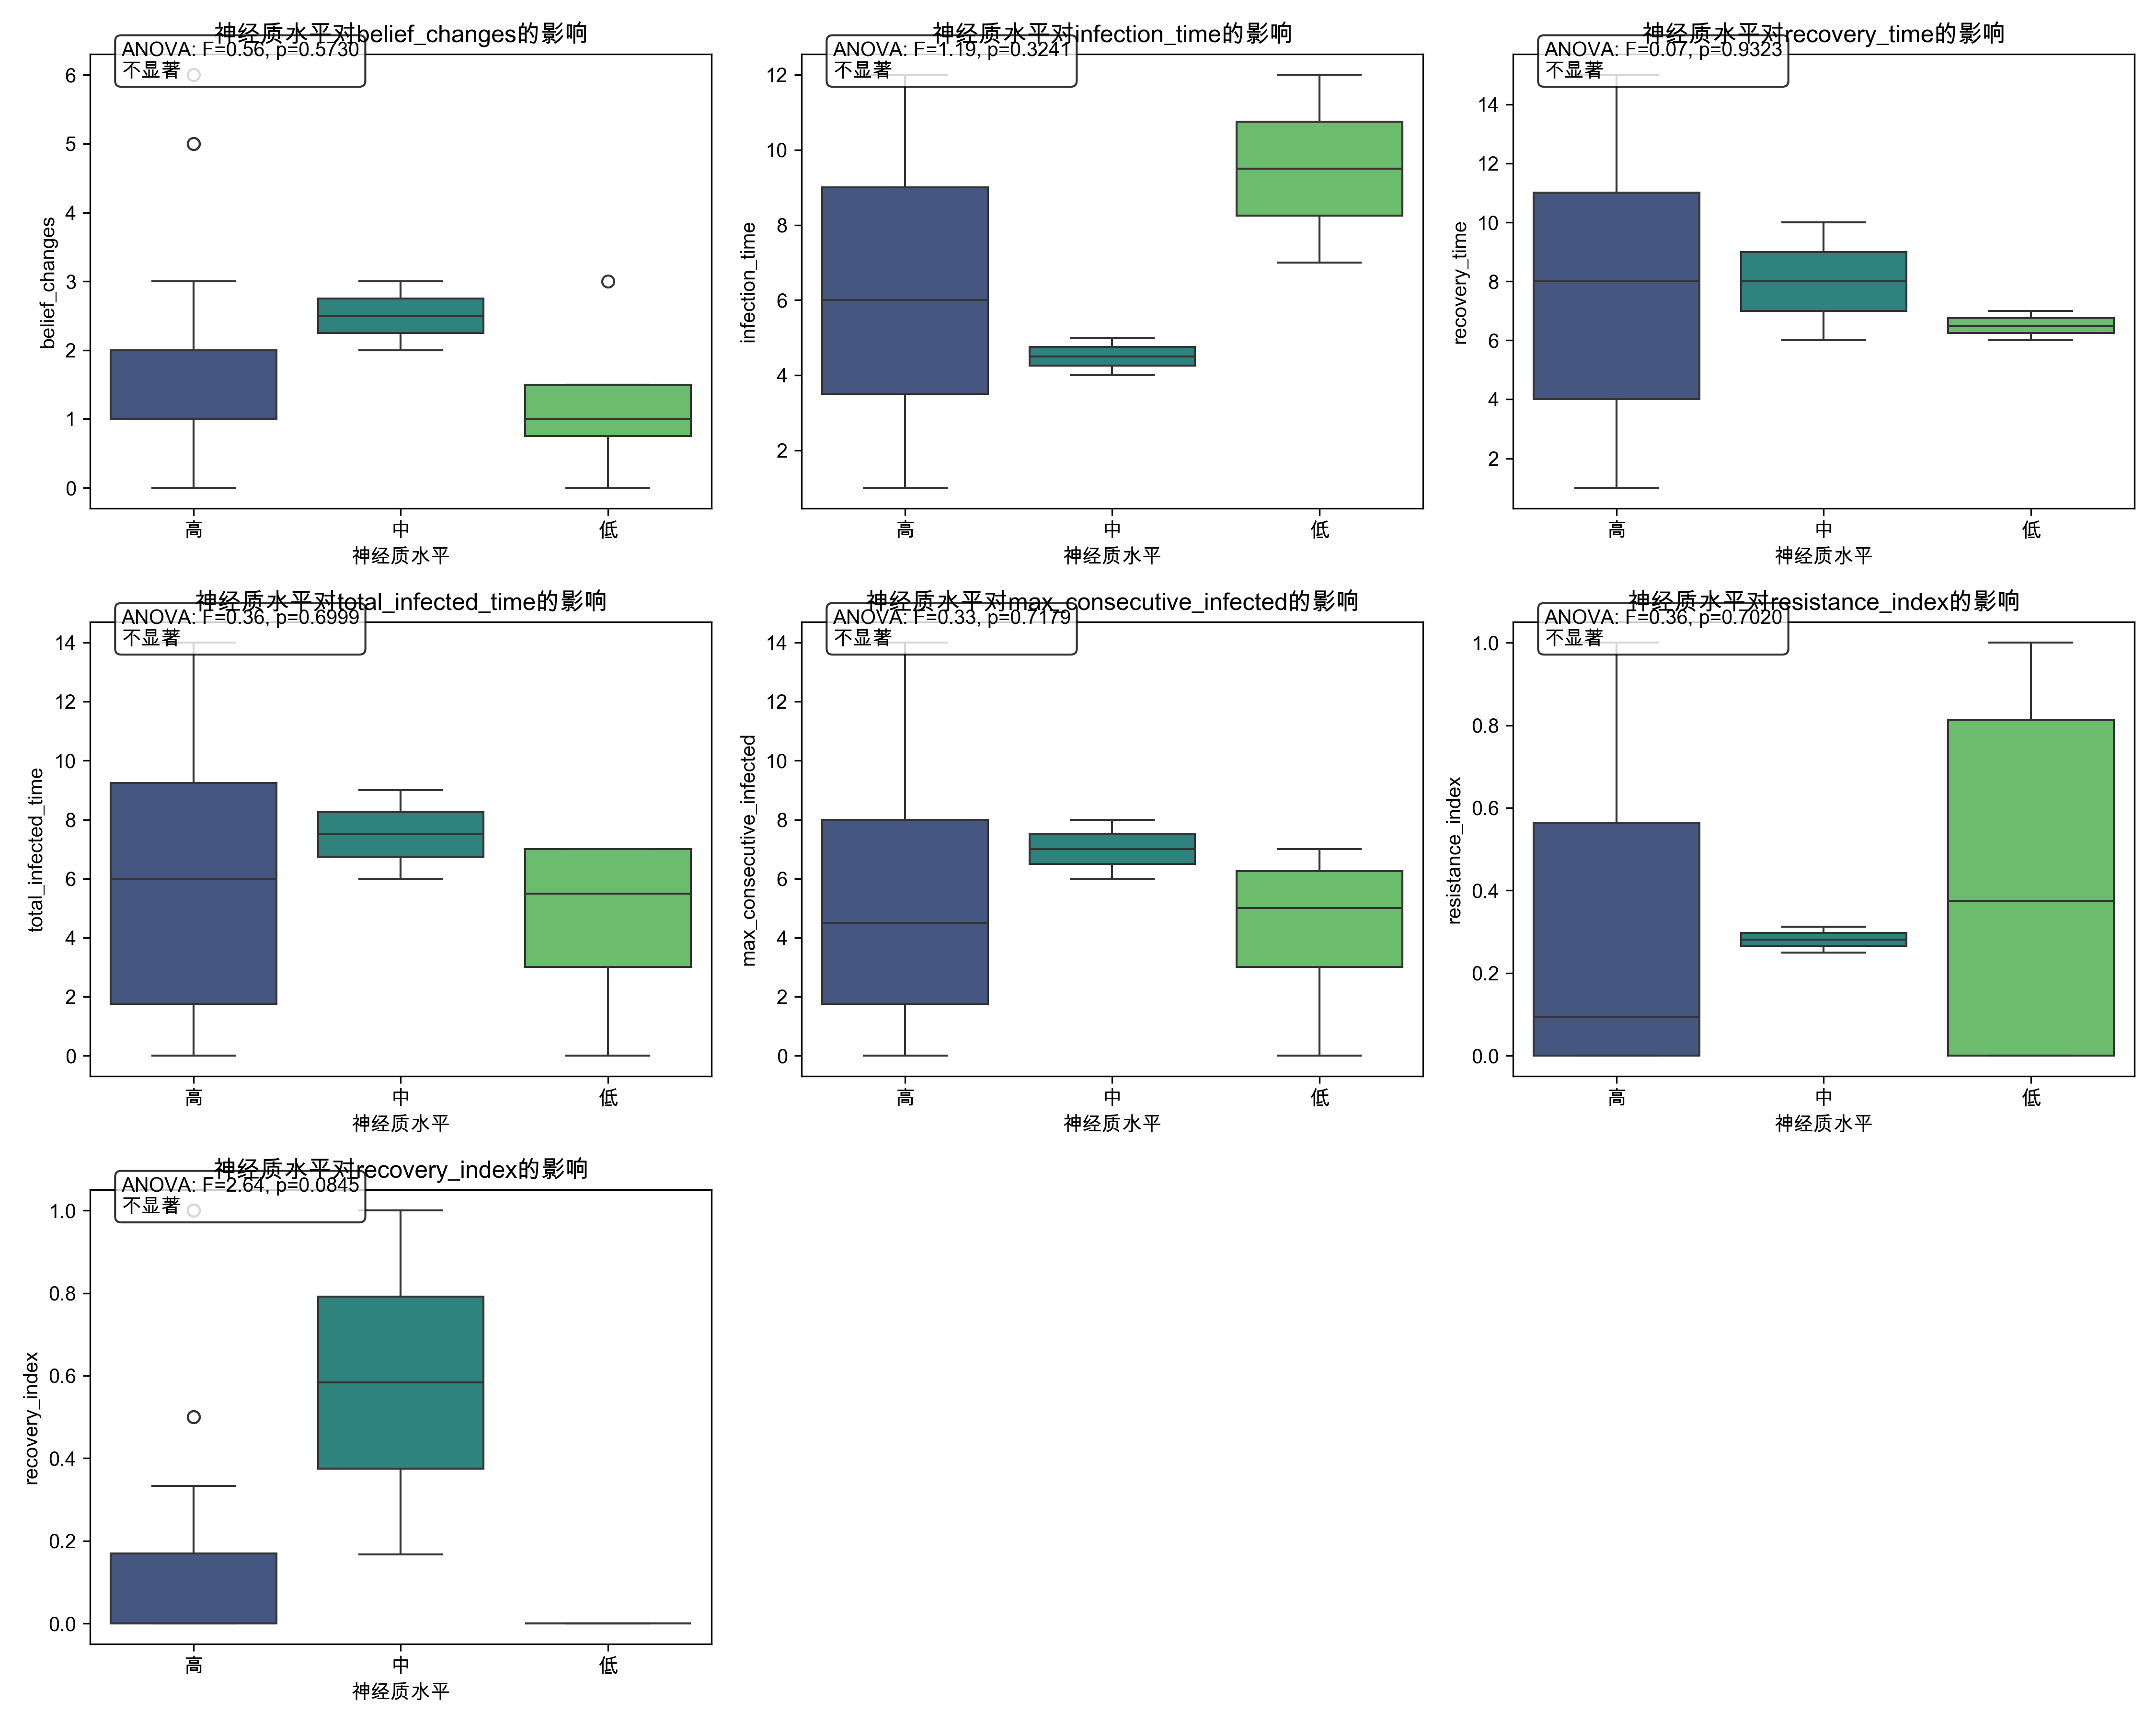 神经质水平对belief_changes的影响
ANOVA: F=0.56, p=0.5730
不显著
6
5
4
3
2
1
0
belief_changes
高
中
低
神经质水平
神经质水平对infection_time的影响
ANOVA: F=1.19, p=0.3241
不显著
12
10
8
6
4
2
infection_time
高
中
低
神经质水平
神经质水平对recovery_time的影响
ANOVA: F=0.07, p=0.9323
不显著
14
12
10
8
6
4
2
recovery_time
高
中
低
神经质水平
神经质水平对total_infected_time的影响
ANOVA: F=0.36, p=0.6999
不显著
14
12
10
8
6
4
2
0
total_infected_time
高
中
低
神经质水平
神经质水平对max_consecutive_infected的影响
ANOVA: F=0.33, p=0.7179
不显著
14
12
10
8
6
4
2
0
max_consecutive_infected
高
中
低
神经质水平
神经质水平对resistance_index的影响
ANOVA: F=0.36, p=0.7020
不显著
1.0
0.8
0.6
0.4
0.2
0.0
resistance_index
高
中
低
神经质水平
神经质水平对recovery_index的影响
ANOVA: F=2.64, p=0.0845
不显著
1.0
0.8
0.6
0.4
0.2
0.0
recovery_index
高
中
低
神经质水平